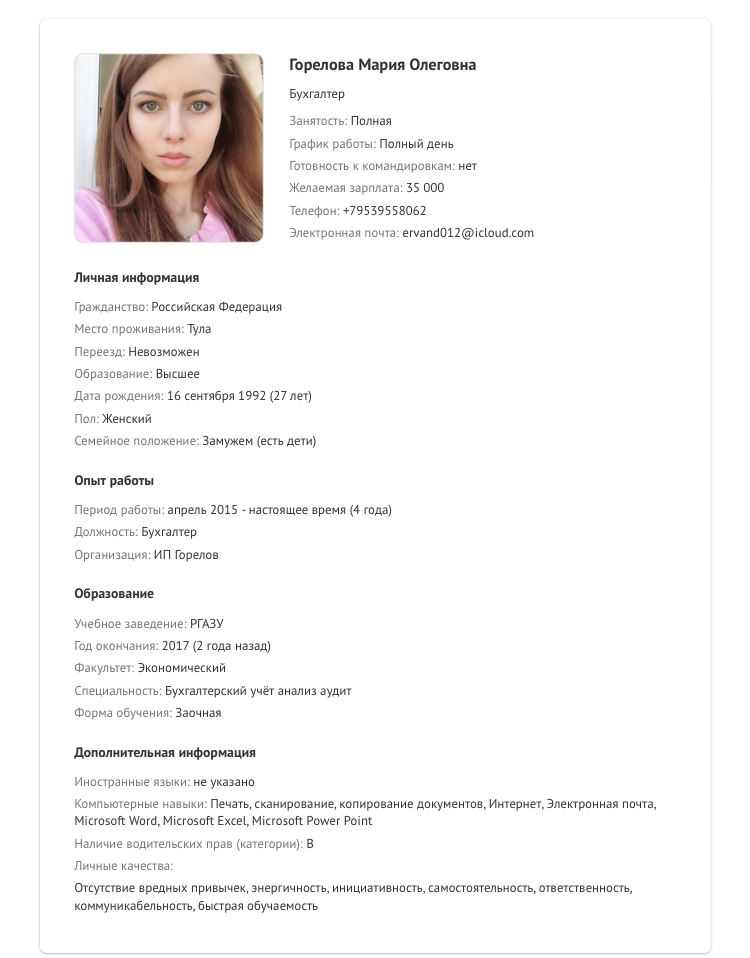 Горелова Мария Олеговна
Бухгалтер
Занятость: Полная
График работы: Полный день
Готовность к командировкам: нет
Желаемая зарплата: 35 000
Телефон: +79539558062
Электронная почта: ervand012@icloud.com
Личная информация
Гражданство: Российская Федерация
Место проживания: Тула
Переезд: Невозможен
Образование: Высшее
Дата рождения: 16 сентября 1992 (27 лет)
Пол: Женский
Семейное положение: Замужем (есть дети)
Опыт работы
Период работы: апрель 2015 - настоящее время (4 года)
Должность: Бухгалтер
Организация: ИП Горелов
Образование
Учебное заведение: РГАЗУ
Год окончания: 2017 (2 года назад)
Факультет: Экономический
Специальность: Бухгалтерский учёт анализ аудит
Форма обучения: Заочная
Дополнительная информация
Иностранные языки: не указано
Компьютерные навыки: Печать, сканирование, копирование документов, Интернет, Электронная почта,
Microsoft Word, Microsoft Excel, Microsoft Power Point
Наличие водительских прав (категории): B
Личные качества:
Отсутствие вредных привычек, энергичность, инициативность, самостоятельность, ответственность,
коммуникабельность, быстрая обучаемость